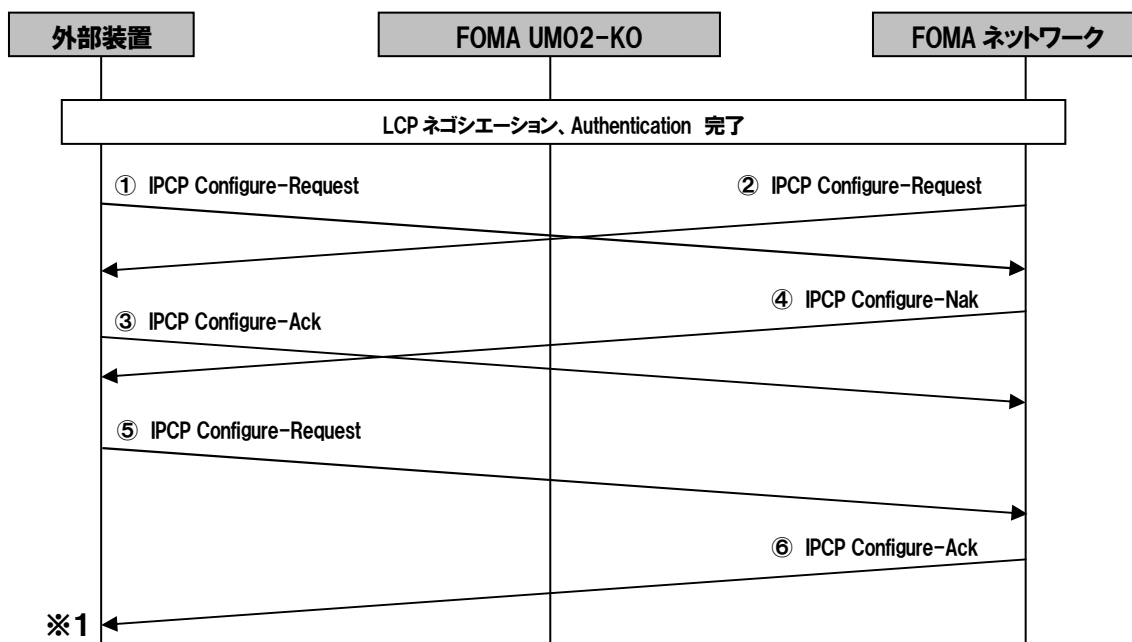 外部装置
FOMA UM02-KO
FOMA ネットワーク
LCP ネゴシエーション、Authentication 完了
① IPCP Configure-Request
② IPCP Configure-Request
④ IPCP Configure-Nak
③ IPCP Configure-Ack
⑤ IPCP Configure-Request
⑥ IPCP Configure-Ack
※1